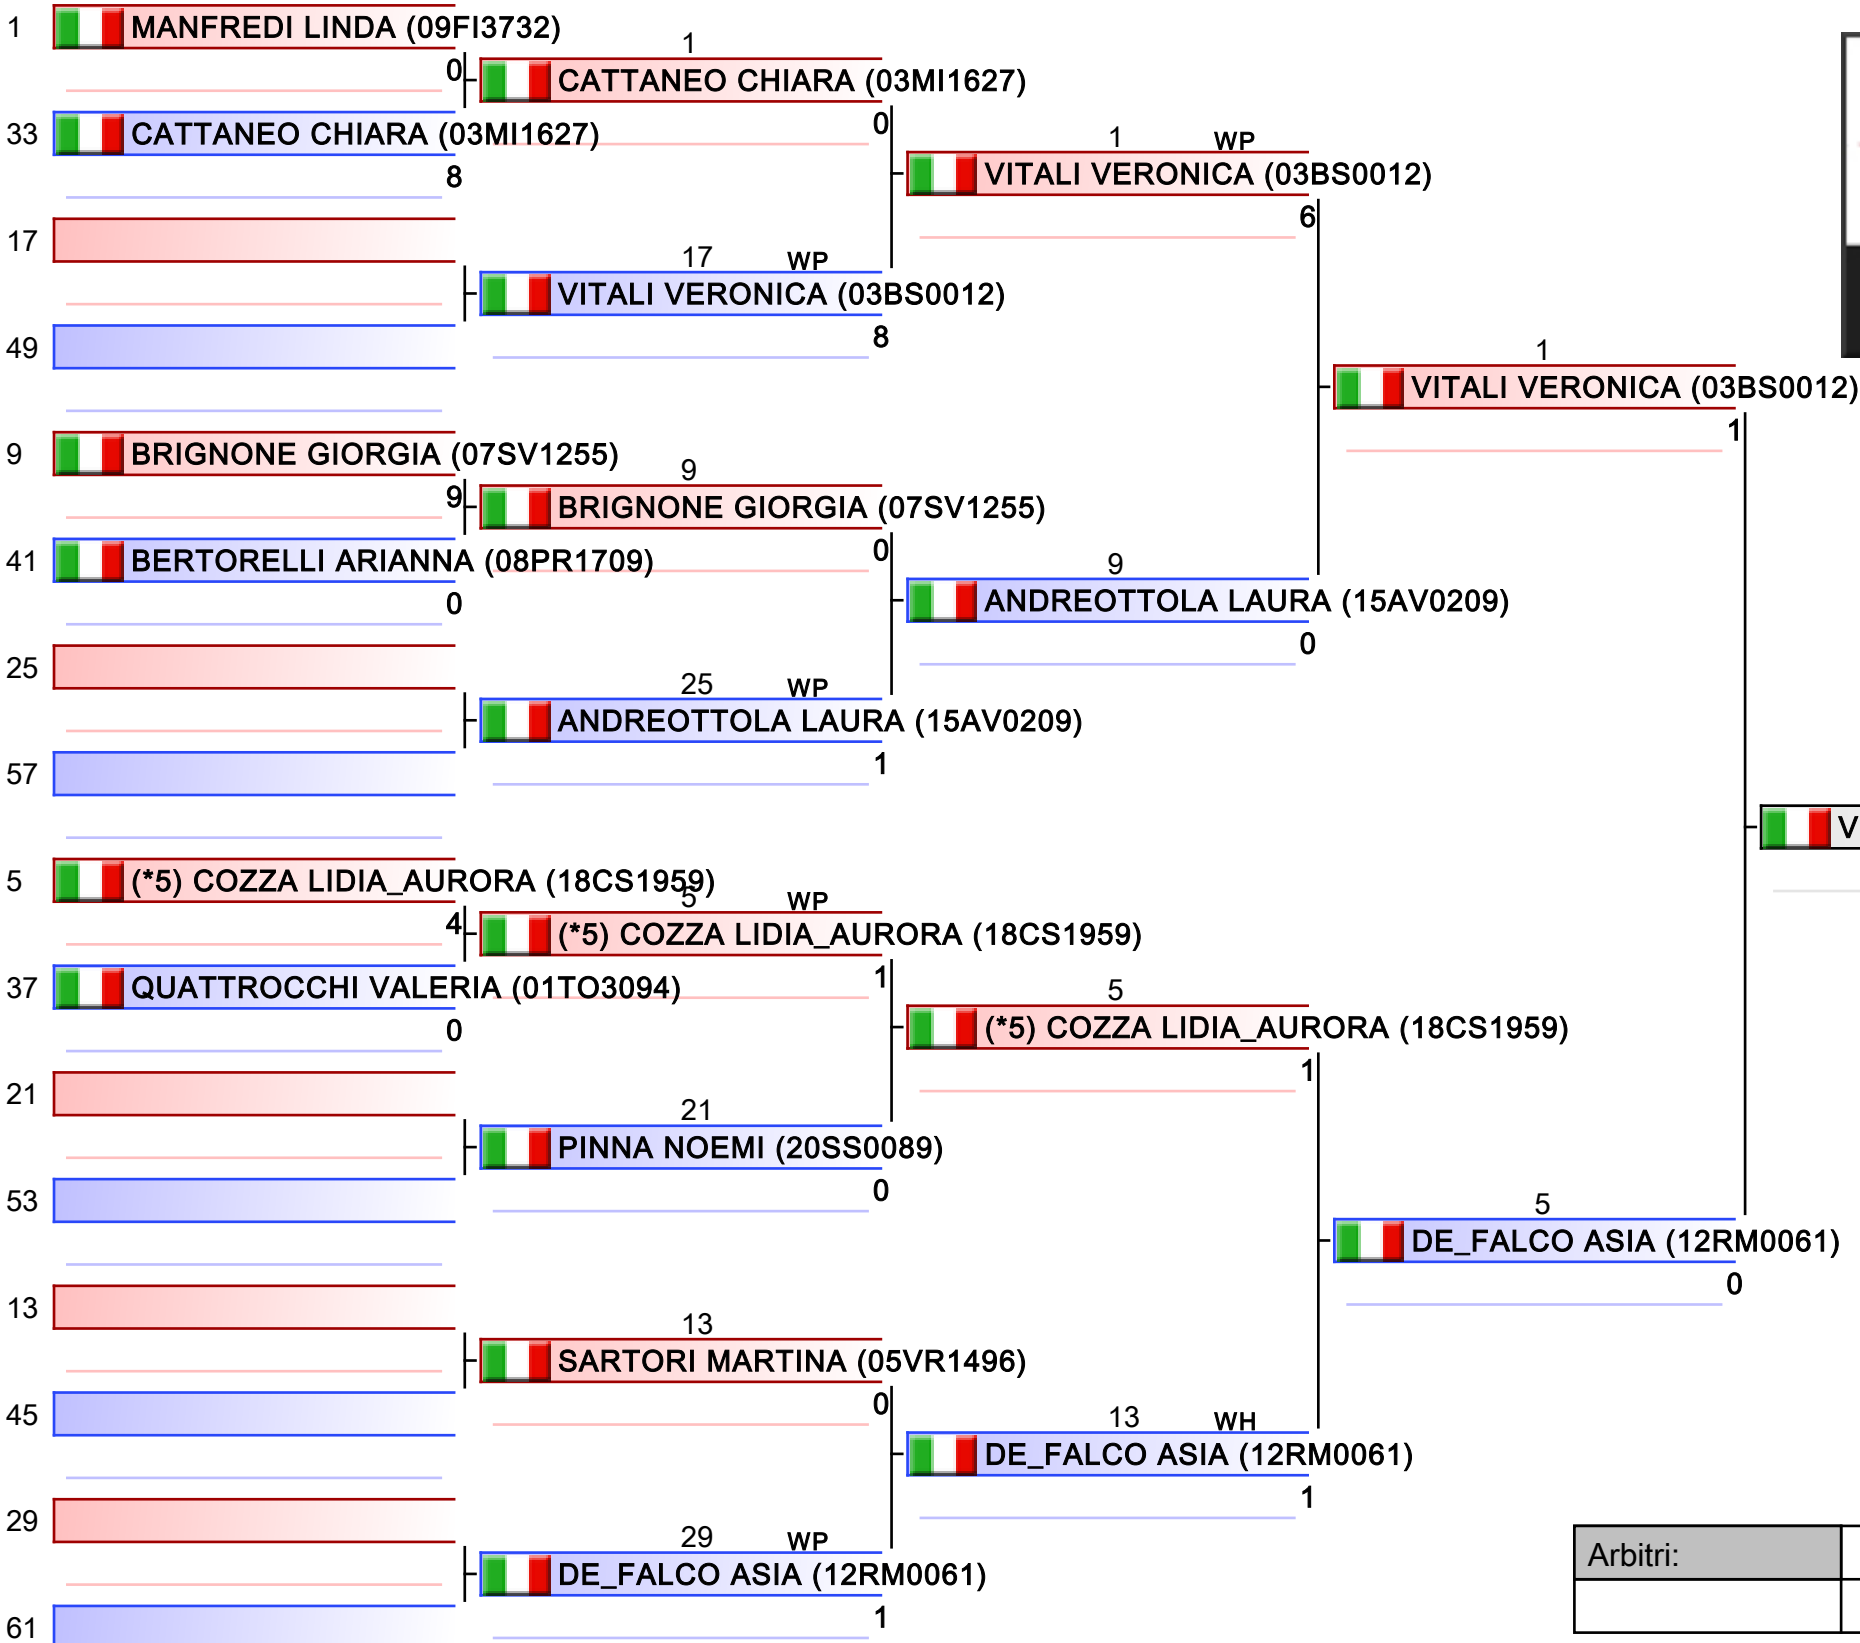 1 MANFREDI LINDA (09FI3732)
0
1
CATTANEO CHIARA (03MI1627)
0
33 CATTANEO CHIARA (03MI1627)
8
1 WP
VITALI VERONICA (03BS0012)
6
17
17 WP
VITALI VERONICA (03BS0012)
8
49
1
VITALI VERONICA (03BS0012)
1
9 BRIGNONE GIORGIA (07SV1255)
9
9
BRIGNONE GIORGIA (07SV1255)
0
41 BERTORELLI ARIANNA (08PR1709)
0
9
ANDREOTTOLA LAURA (15AV0209)
0
25
25 WP
ANDREOTTOLA LAURA (15AV0209)
1
57
V
5 (*5) COZZA LIDIA_AURORA (18CS1959)
4
5 WP
(*5) COZZA LIDIA_AURORA (18CS1959)
1
37 QUATTROCCHI VALERIA (01TO3094)
0
5
(*5) COZZA LIDIA_AURORA (18CS1959)
1
21
21
PINNA NOEMI (20SS0089)
0
53
5
DE_FALCO ASIA (12RM0061)
0
13
13
SARTORI MARTINA (05VR1496)
0
45
13 WH
DE_FALCO ASIA (12RM0061)
1
29
29 WP
DE_FALCO ASIA (12RM0061)
1
61
Arbitri: